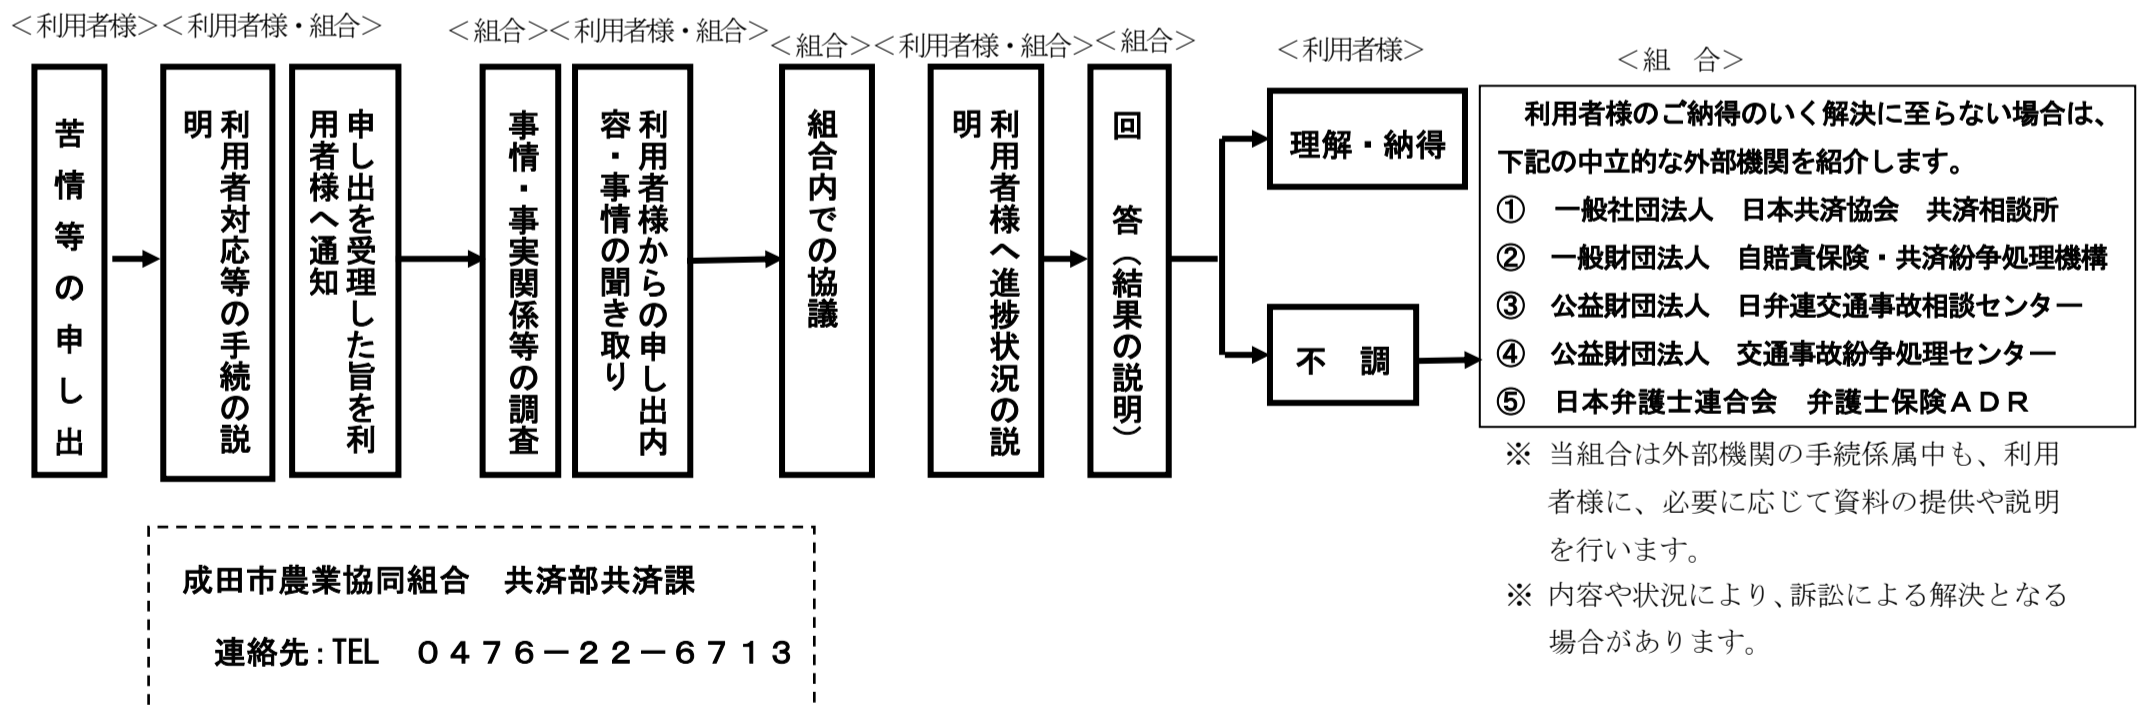 ＜利用者様＞
＜利用者様・組合＞
＜組合＞
＜利用者様・組合＞
＜組合＞
＜利用者様・組合＞
＜組合＞
＜利用者様＞
＜組　合＞
苦情等の申し出
利用者対応等の手続の説
明
申し出を受理した旨を利
用者様へ通知
事情・事実関係等の調査
利用者様からの申し出内
容・事情の聞き取り
組合内での協議
利用者様へ進捗状況の説
明
回　答（結果の説明）
理解・納得
不　調
利用者様のご納得のいく解決に至らない場合は、
下記の中立的な外部機関を紹介します。
①　一般社団法人　日本共済協会　共済相談所
②　一般財団法人　自賠責保険・共済紛争処理機構
③　公益財団法人　日弁連交通事故相談センター
④　公益財団法人　交通事故紛争処理センター
⑤　日本弁護士連合会　弁護士保険ＡＤＲ
※ 当組合は外部機関の手続係属中も、利用
者様に、必要に応じて資料の提供や説明
を行います。
※ 内容や状況により、訴訟による解決となる
場合があります。
成田市農業協同組合　共済部共済課
連絡先：TEL　０４７６－２２－６７１３